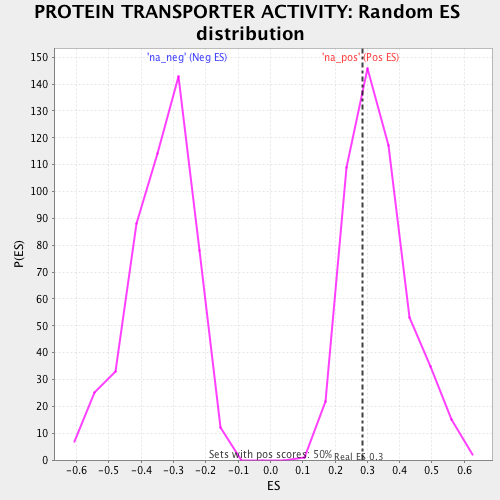 PROTEIN TRANSPORTER ACTIVITY: Random ES
distribution
'na_neg' (Neg ES)
'na_pos' (Pos ES)
150
140
130
120
110
100
90
80
70
60
50
40
30
20
10
0
P(ES)
Sets with pos scores: 50%
Real ES 0.3
-0.6 -0.5 -0.4 -0.3 -0.2 -0.1 0.0 0.1 0.2 0.3 0.4 0.5 0.6
ES